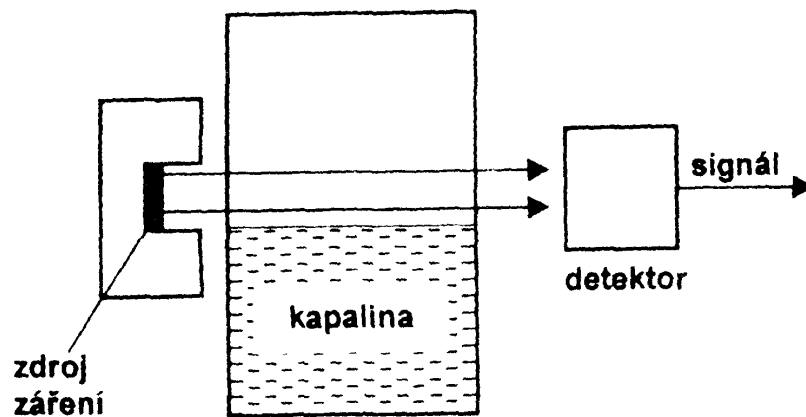 signál
detektor
kapalina
zdroj
záření